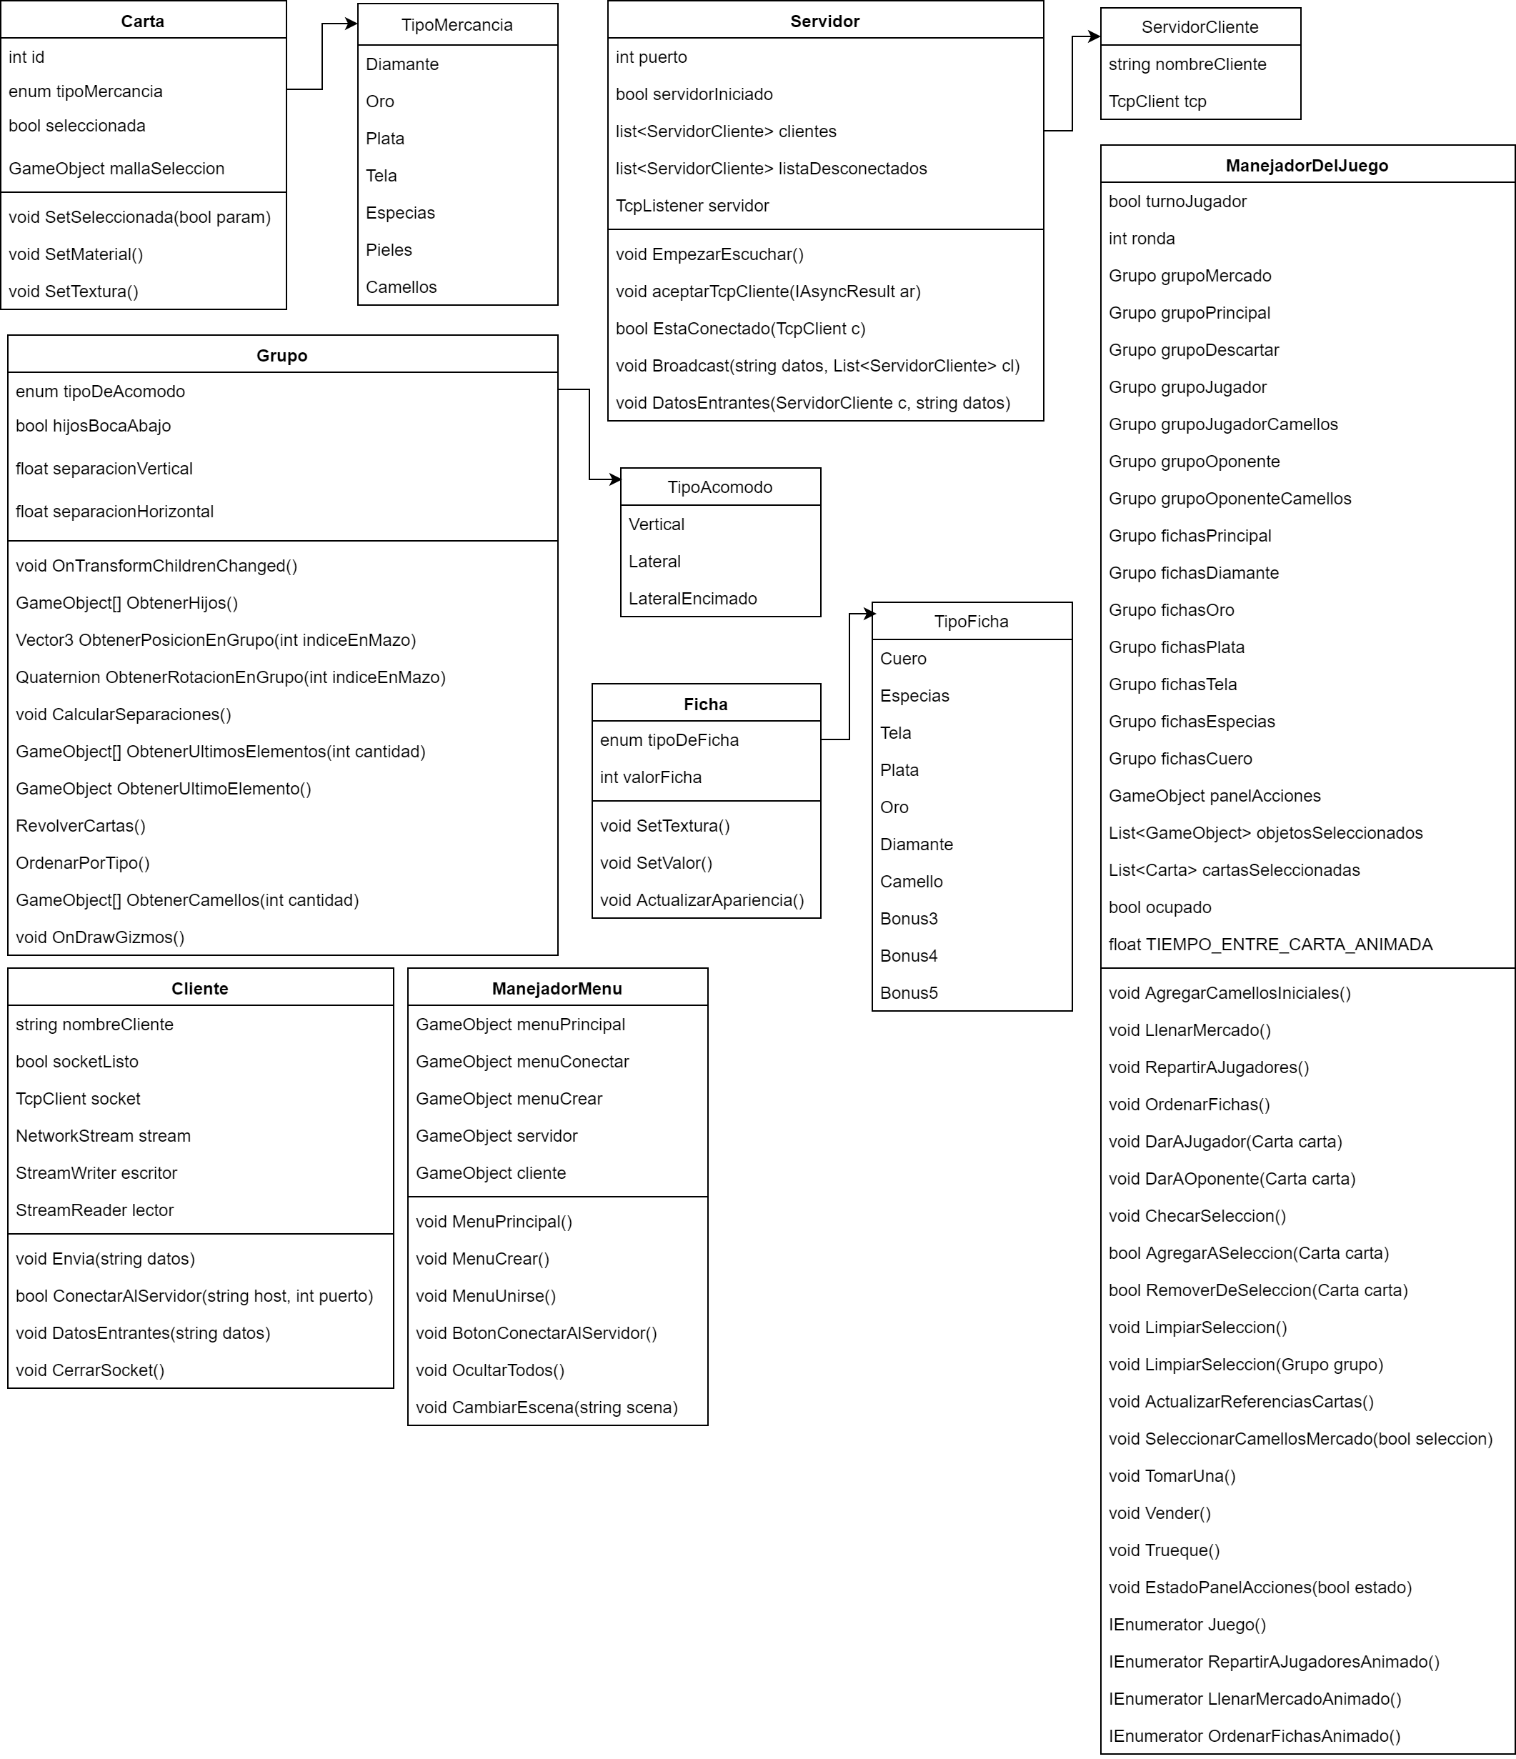 Carta
int id
enum tipoMercancia
bool seleccionada
GameObject mallaSeleccion
void SetSeleccionada(bool param)
void SetMaterial()
void SetTextura()
TipoMercancia
Diamante
Oro
Plata
Tela
Especias
Pieles
Camellos
Servidor
int puerto
bool servidorIniciado
list<ServidorCliente> clientes
list<ServidorCliente> listaDesconectados
TcpListener servidor
void EmpezarEscuchar()
void aceptarTcpCliente(IAsyncResult ar)
bool EstaConectado(TcpClient c)
void Broadcast(string datos, List<ServidorCliente> cl)
void DatosEntrantes(ServidorCliente c, string datos)
ServidorCliente
string nombreCliente
TcpClient tcp
Grupo
enum tipoDeAcomodo
bool hijosBocaAbajo
float separacionVertical
float separacionHorizontal
void OnTransformChildrenChanged()
GameObject[] ObtenerHijos()
Vector3 ObtenerPosicionEnGrupo(int indiceEnMazo)
Quaternion ObtenerRotacionEnGrupo(int indiceEnMazo)
void CalcularSeparaciones()
GameObject[] ObtenerUltimosElementos(int cantidad)
GameObject ObtenerUltimoElemento()
RevolverCartas()
OrdenarPorTipo()
GameObject[] ObtenerCamellos(int cantidad)
void OnDrawGizmos()
TipoAcomodo
Vertical
Lateral
LateralEncimado
Ficha
enum tipoDeFicha
int valorFicha
void SetTextura()
void SetValor()
void ActualizarApariencia()
TipoFicha
Cuero
Especias
Tela
Plata
Oro
Diamante
Camello
Bonus3
Bonus4
Bonus5
Cliente
string nombreCliente
bool socketListo
TcpClient socket
NetworkStream stream
StreamWriter escritor
StreamReader lector
void Envia(string datos)
bool ConectarAlServidor(string host, int puerto)
void DatosEntrantes(string datos)
void CerrarSocket()
ManejadorMenu
GameObject menuPrincipal
GameObject menuConectar
GameObject menuCrear
GameObject servidor
GameObject cliente
void MenuPrincipal()
void MenuCrear()
void MenuUnirse()
void BotonConectarAlServidor()
void OcultarTodos()
void CambiarEscena(string scena)
ManejadorDelJuego
bool turnoJugador
int ronda
Grupo grupoMercado
Grupo grupoPrincipal
Grupo grupoDescartar
Grupo grupoJugador
Grupo grupoJugadorCamellos
Grupo grupoOponente
Grupo grupoOponenteCamellos
Grupo fichasPrincipal
Grupo fichasDiamante
Grupo fichasOro
Grupo fichasPlata
Grupo fichasTela
Grupo fichasEspecias
Grupo fichasCuero
GameObject panelAcciones
List<GameObject> objetosSeleccionados
List<Carta> cartasSeleccionadas
bool ocupado
float TIEMPO_ENTRE_CARTA_ANIMADA
void AgregarCamellosIniciales()
void LlenarMercado()
void RepartirAJugadores()
void OrdenarFichas()
void DarAJugador(Carta carta)
void DarAOponente(Carta carta)
void ChecarSeleccion()
bool AgregarASeleccion(Carta carta)
bool RemoverDeSeleccion(Carta carta)
void LimpiarSeleccion()
void LimpiarSeleccion(Grupo grupo)
void ActualizarReferenciasCartas()
void SeleccionarCamellosMercado(bool seleccion)
void TomarUna()
void Vender()
void Trueque()
void EstadoPanelAcciones(bool estado)
IEnumerator Juego()
IEnumerator RepartirAJugadoresAnimado()
IEnumerator LlenarMercadoAnimado()
IEnumerator OrdenarFichasAnimado()